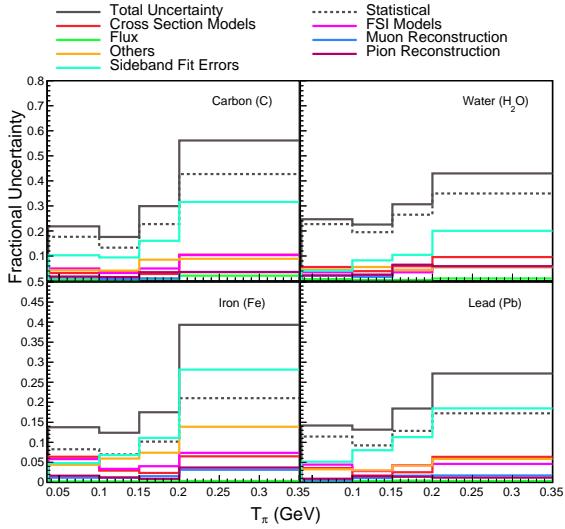 Total Uncertainty
Statistical
Cross Section Models
FSI Models
Flux
Muon Reconstruction
Others
Pion Reconstruction
Sideband Fit Errors
Fractional Uncertainty
0.8
0.7
0.6
0.5
0.4
0.3
0.2
0.1
Carbon (C)
Water (H₂O)
0.5
0.45
0.4
0.35
0.3
0.25
0.2
0.15
0.1
0.05
0
Iron (Fe)
Lead (Pb)
0.05 0.1 0.15 0.2 0.25 0.3 0.35 0.1 0.15 0.2 0.25 0.3 0.35
T_π (GeV)